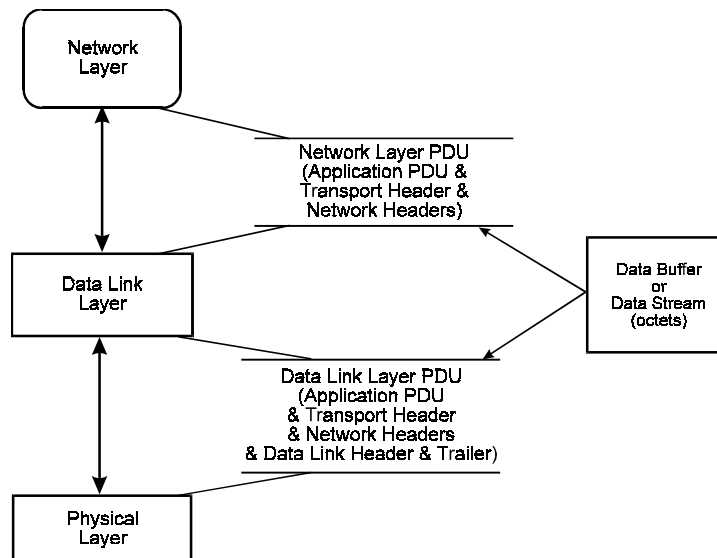 Network
Layer
Network Layer PDU
(Application PDU &
Transport Header &
Network Headers)
Data Link
Layer
Data Buffer
or
Data Stream
(octets)
Data Link Layer PDU
(Application PDU
& Transport Header
& Network Headers
& Data Link Header & Trailer)
Physical
Layer